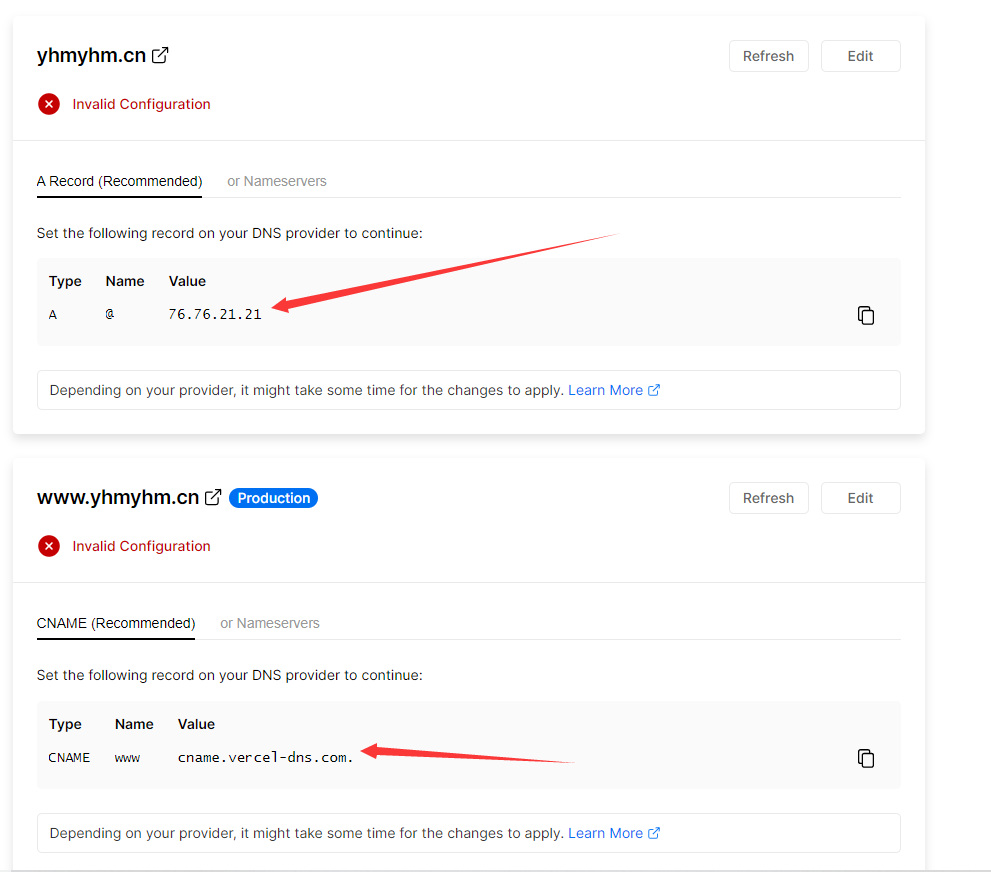 yhmyhm.cn Refresh Edit
Invalid Configuration
A Record (Recommended) or Nameservers
Set the following record on your DNS provider to continue:
Type Name Value
A @ 76.76.21.21
Depending on your provider, it might take some time for the changes to apply. Learn More
www.yhmyhm.cn Production Refresh Edit
Invalid Configuration
CNAME (Recommended) or Nameservers
Set the following record on your DNS provider to continue:
Type Name Value
CNAME www cname.vercel-dns.com.
Depending on your provider, it might take some time for the changes to apply. Learn More